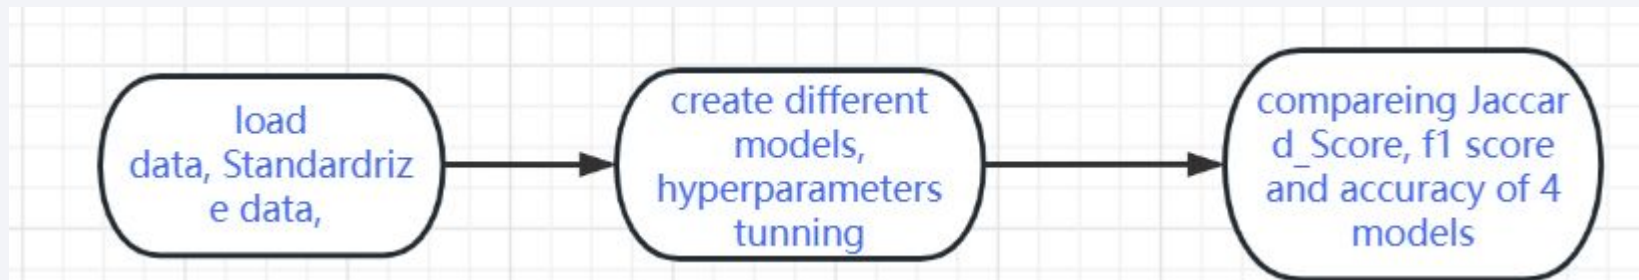 load
data, Standardriz
e data,
create different
models,
hyperparameters
tunning
compareing Jaccar
d_Score, f1 score
and accuracy of 4
models